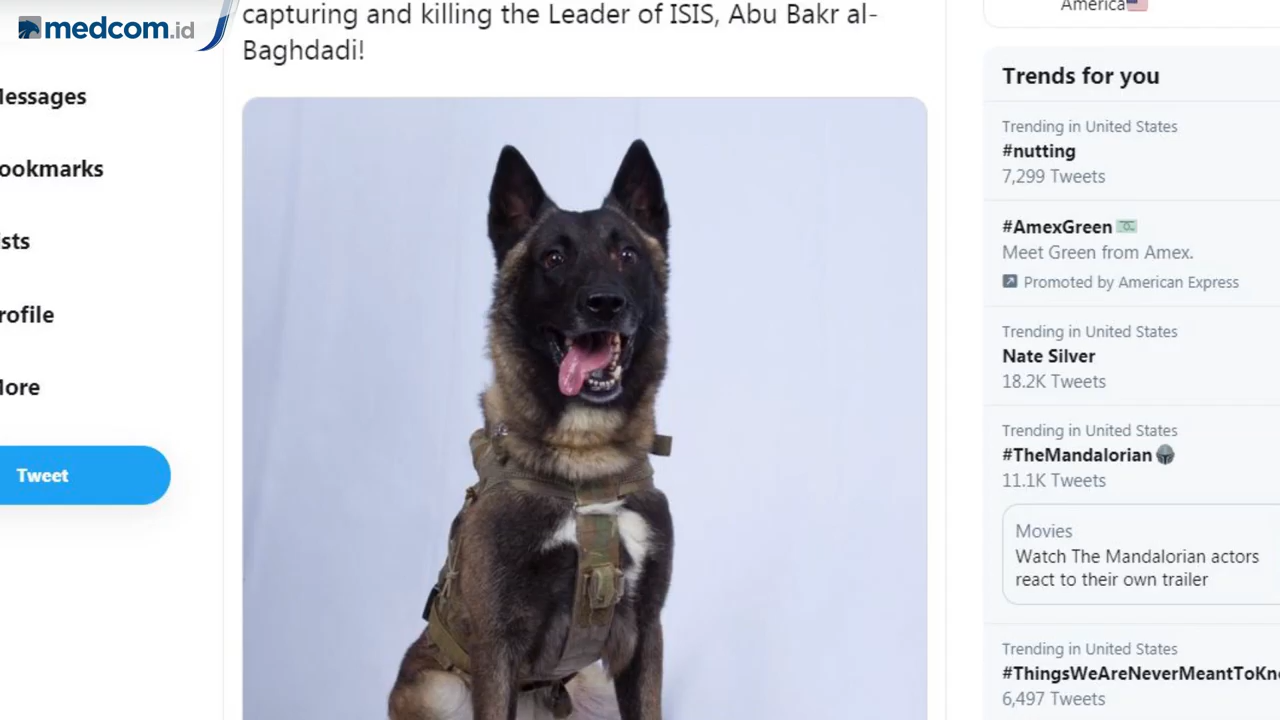 medcom.id
capturing and killing the Leader of ISIS, Abu Bakr al-
Baghdadi!
Messages
ookmarks
ists
rofile
More
Tweet
America
Trends for you
Trending in United States
#nutting
7,299 Tweets
#AmexGreen
Meet Green from Amex.
Promoted by American Express
Trending in United States
Nate Silver
18.2K Tweets
Trending in United States
#TheMandalorian
11.1K Tweets
Movies
Watch The Mandalorian actors
react to their own trailer
Trending in United States
#ThingsWeAreNeverMeantToKn
6,497 Tweets